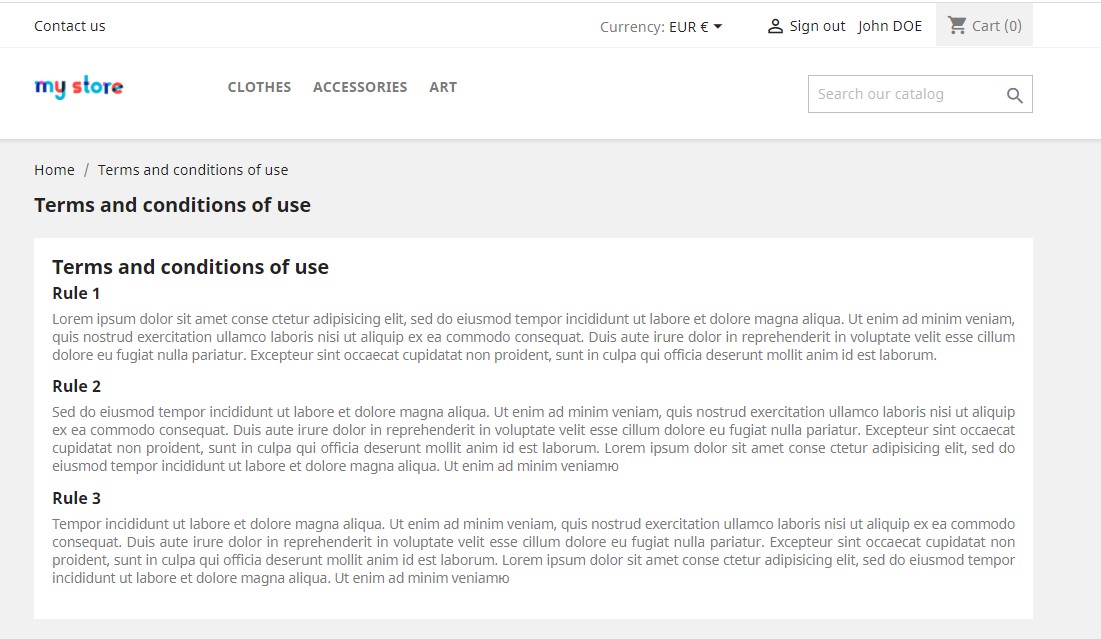 Contact us
Currency: EUR €
Sign out
John DOE
Cart (0)
my store
CLOTHES
ACCESSORIES
ART
Search our catalog
Home / Terms and conditions of use
Terms and conditions of use
Terms and conditions of use
Rule 1
Lorem ipsum dolor sit amet conse ctetur adipisicing elit, sed do eiusmod tempor incididunt ut labore et dolore magna aliqua. Ut enim ad minim veniam,
quis nostrud exercitation ullamco laboris nisi ut aliquip ex ea commodo consequat. Duis aute irure dolor in reprehenderit in voluptate velit esse cillum
dolore eu fugiat nulla pariatur. Excepteur sint occaecat cupidatat non proident, sunt in culpa qui officia deserunt mollit anim id est laborum.
Rule 2
Sed do eiusmod tempor incididunt ut labore et dolore magna aliqua. Ut enim ad minim veniam, quis nostrud exercitation ullamco laboris nisi ut aliquip
ex ea commodo consequat. Duis aute irure dolor in reprehenderit in voluptate velit esse cillum dolore eu fugiat nulla pariatur. Excepteur sint occaecat
cupidatat non proident, sunt in culpa qui officia deserunt mollit anim id est laborum. Lorem ipsum dolor sit amet conse ctetur adipisicing elit, sed do
eiusmod tempor incididunt ut labore et dolore magna aliqua. Ut enim ad minim veniamю
Rule 3
Tempor incididunt ut labore et dolore magna aliqua. Ut enim ad minim veniam, quis nostrud exercitation ullamco laboris nisi ut aliquip ex ea commodo
consequat. Duis aute irure dolor in reprehenderit in voluptate velit esse cillum dolore eu fugiat nulla pariatur. Excepteur sint occaecat cupidatat non
proident, sunt in culpa qui officia deserunt mollit anim id est laborum. Lorem ipsum dolor sit amet conse ctetur adipisicing elit, sed do eiusmod tempor
incididunt ut labore et dolore magna aliqua. Ut enim ad minim veniamю